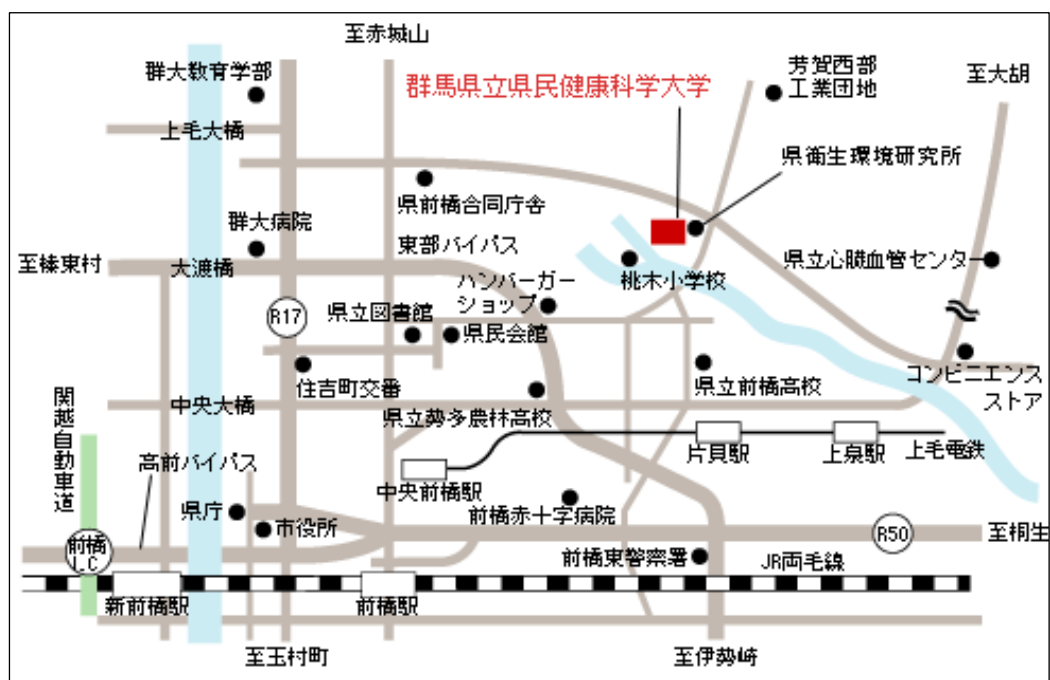 至赤城山
群大教育学部
群馬県立県民健康科学大学
芳賀西部
工業団地
至大胡
上毛大橋
県衛生環境研究所
県前橋合同庁舎
群大病院
東部バイパス
至榛東村
大渡橋
桃木小学校
県立心臓血管センタ
ハンバーガー
ショップ
R17
県立図書館
県民会館
住吉町交番
県立前橋高校
コンビニエンス
ストア
中央大橋
県立勢多農林高校
関越自動車道
高前バイパス
片貝駅
上泉駅
上毛電鉄
中央前橋駅
県庁
市役所
前橋赤十字病院
R50
至桐生
前橋
I.C
前橋東警察署
JR両毛線
新前橋駅
前橋駅
至玉村町
至伊勢崎